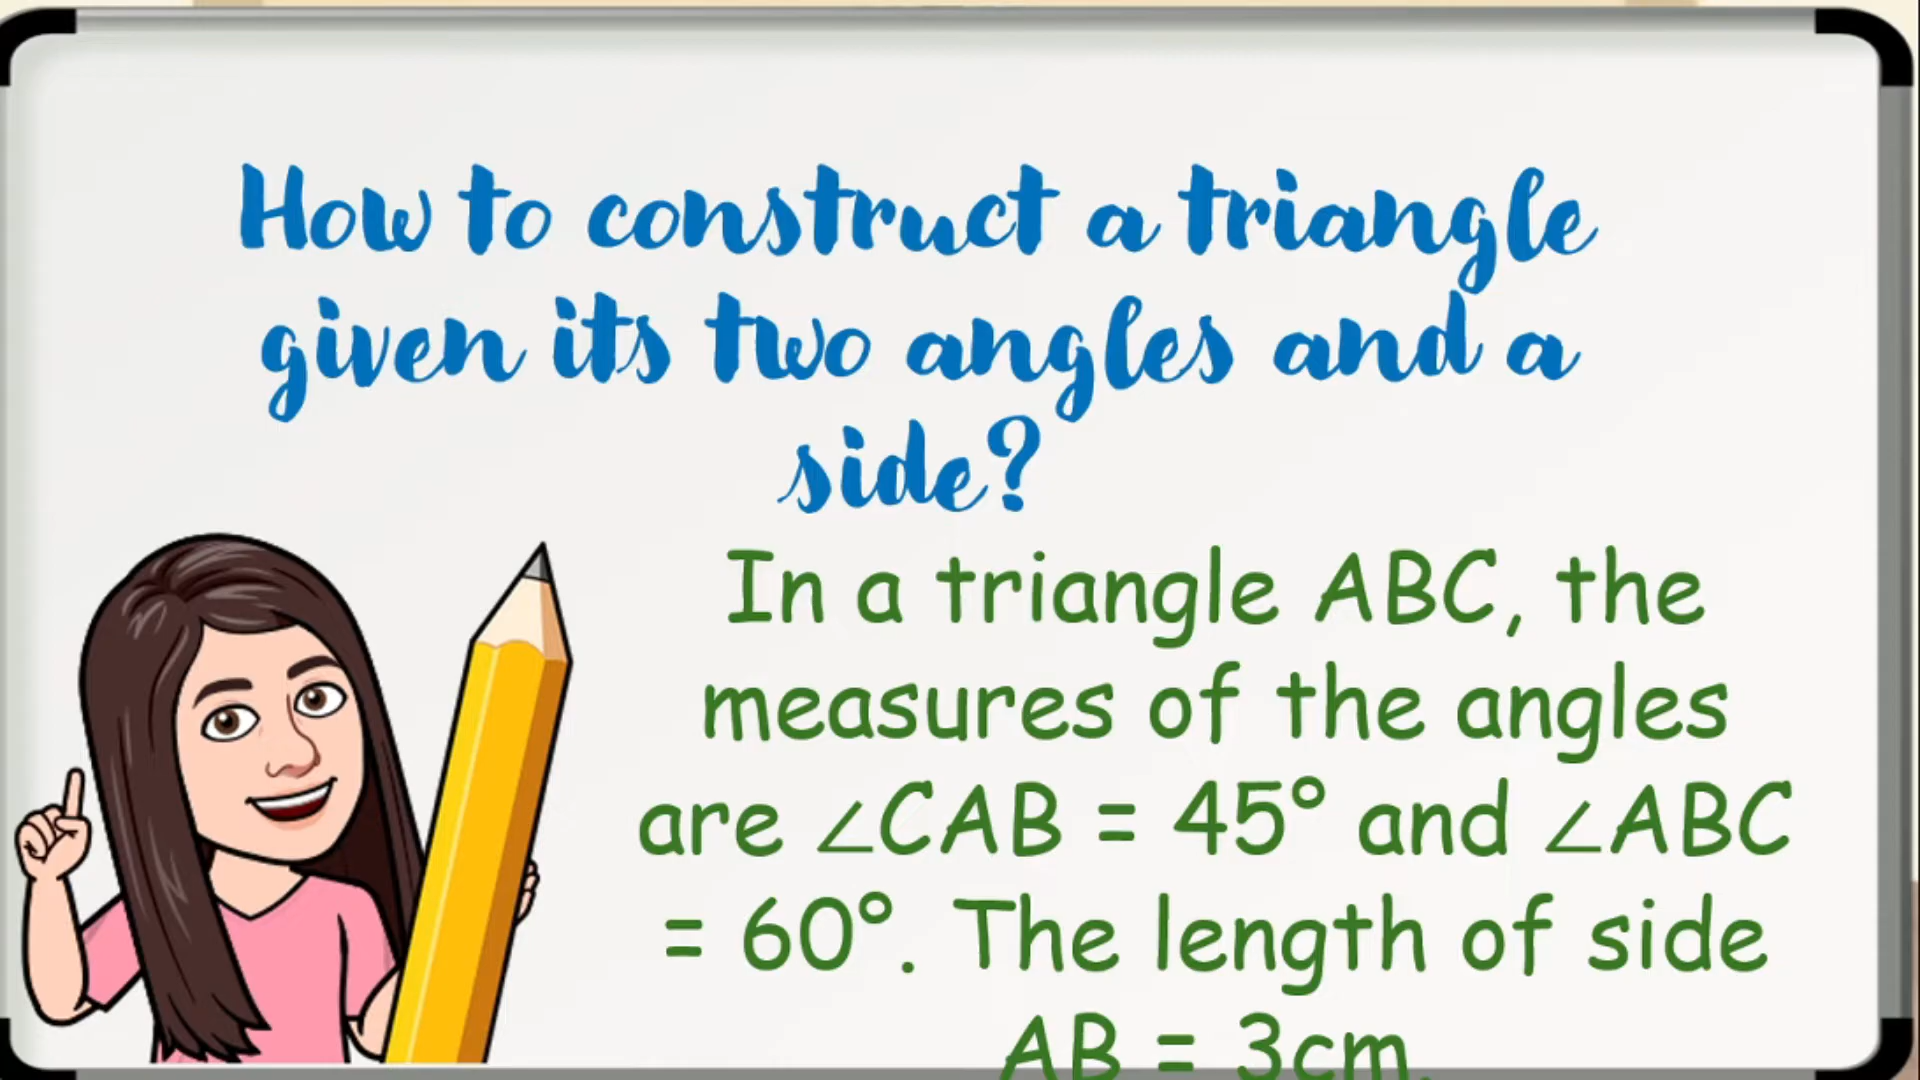 How to construct a triangle
given its two angles and a
side?
In a triangle ABC, the
measures of the angles
are ∠CAB = 45° and ∠ABC
= 60°. The length of side
AB = 3cm.